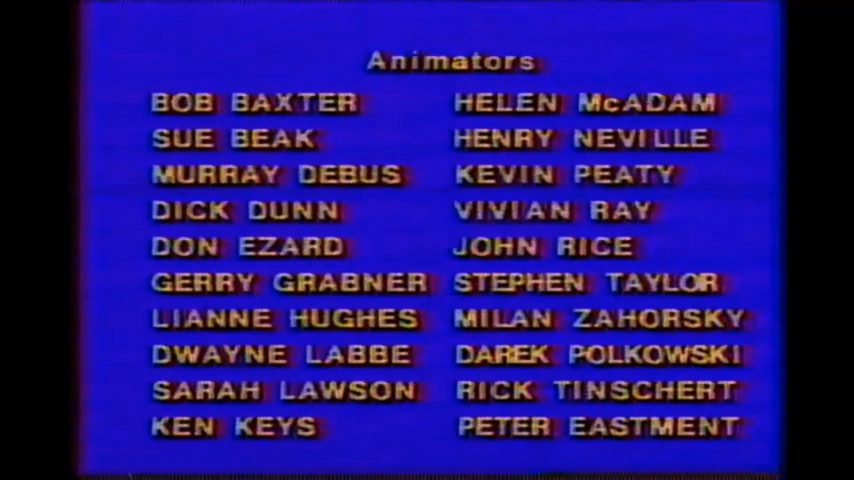 Animators
BOB BAXTER HELEN McADAM
SUE BEAK HENRY NEVILLE
MURRAY DEBUS KEVIN PEATY
DICK DUNN VIVIAN RAY
DON EZARD JOHN RICE
GERRY GRABNER STEPHEN TAYLOR
LIANNE HUGHES MILAN ZAHORSKY
DWAYNE LABBE DAREK POLKOWSKI
SARAH LAWSON RICK TINSCHERT
KEN KEYS PETER EASTMENT